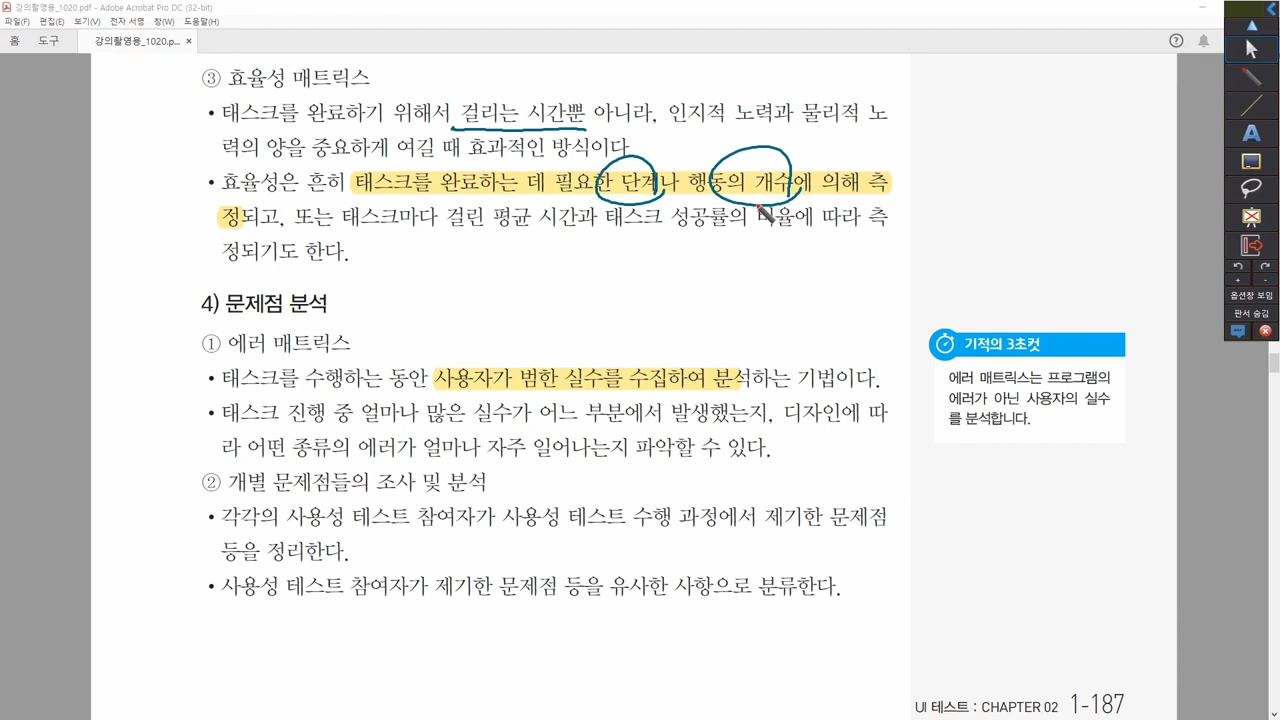 강의촬영용_1020.pdf - Adobe Acrobat Pro DC (32-bit)
파일(F) 편집(E) 보기(V) 전자 서명 창(W) 도움말(H)
홈 도구 강의촬영용_1020.p... ×
③ 효율성 매트릭스
• 태스크를 완료하기 위해서 걸리는 시간뿐 아니라, 인지적 노력과 물리적 노
력의 양을 중요하게 여길 때 효과적인 방식이다
• 효율성은 흔히 태스크를 완료하는 데 필요한 단계나 행동의 개수에 의해 측
정되고, 또는 태스크마다 걸린 평균 시간과 태스크 성공률의 비율에 따라 측
정되기도 한다.
4) 문제점 분석
① 에러 매트릭스
• 태스크를 수행하는 동안 사용자가 범한 실수를 수집하여 분석하는 기법이다.
• 태스크 진행 중 얼마나 많은 실수가 어느 부분에서 발생했는지, 디자인에 따
라 어떤 종류의 에러가 얼마나 자주 일어나는지 파악할 수 있다.
② 개별 문제점들의 조사 및 분석
• 각각의 사용성 테스트 참여자가 사용성 테스트 수행 과정에서 제기한 문제점
등을 정리한다.
• 사용성 테스트 참여자가 제기한 문제점 등을 유사한 사항으로 분류한다.
기적의 3초컷
에러 매트릭스는 프로그램의
에러가 아닌 사용자의 실수
를 분석합니다.
UI 테스트 : CHAPTER 02 1-187
A
옵션창 보임
판서 숨김